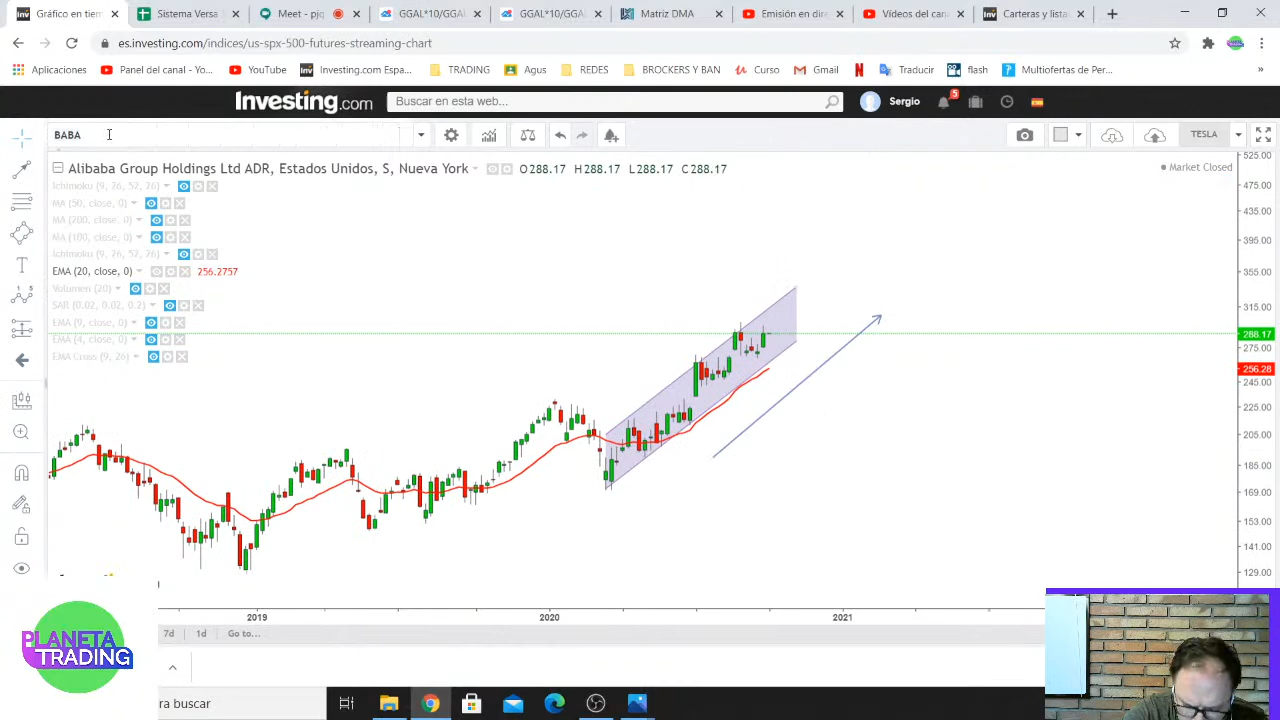 Gráfico en tiem
Sistema Versa
Meet - pjq
GGAL*10/GGA
GGAL*10/GGA
Matriz DMA
Emisión en dire
Vídeos del can
Carteras y lista
es.investing.com/indices/us-spx-500-futures-streaming-chart
Aplicaciones
Panel del canal - Yo...
YouTube
Investing.com Espa...
TRADING
Agus
REDES
BROCKERS Y BAN
Curso
Gmail
Traducir
flash
Multiofertas de Per...
»
Investing.com
Buscar en esta web...
Sergio
5
BABA
TESLA
Alibaba Group Holdings Ltd ADR, Estados Unidos, S, Nueva York
O288.17 H288.17 L288.17 C288.17
Market Closed
Ichimoku (9, 26, 52, 26)
MA (50, close, 0)
MA (200, close, 0)
MA (100, close, 0)
Ichimoku (9, 26, 52, 26)
EMA (20, close, 0) 256.2757
Volumen (20)
SAR (0.02, 0.02, 0.2)
EMA (9, close, 0)
EMA (4, close, 0)
EMA Cross (9, 26)
525.00
475.00
435.00
395.00
355.00
315.00
288.17
275.00
256.28
245.00
225.00
205.00
185.00
169.00
153.00
141.00
129.00
2019
2020
2021
7d
1d
Go to...
PLANETA
TRADING
ra buscar